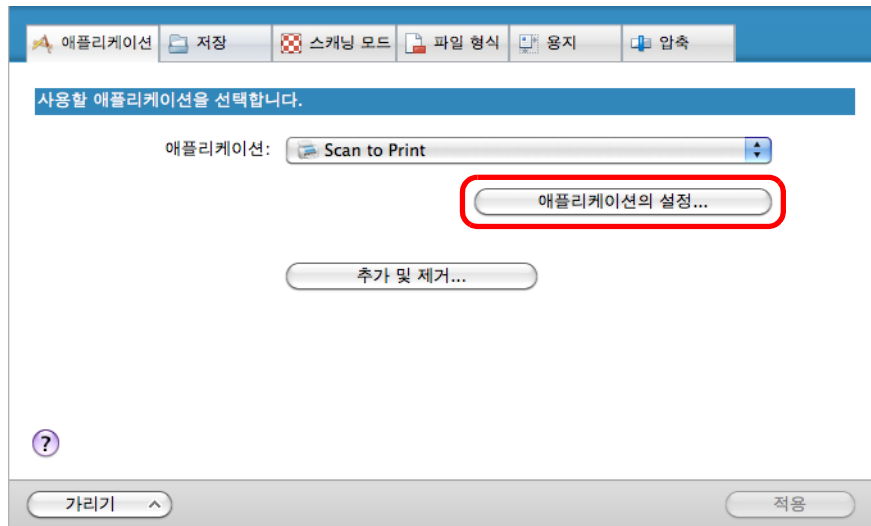 애플리케이션 저장 스캐닝 모드 파일 형식 용지 압축
사용할 애플리케이션을 선택합니다.
애플리케이션: Scan to Print
애플리케이션의 설정...
추가 및 제거...
?
가리기 적용